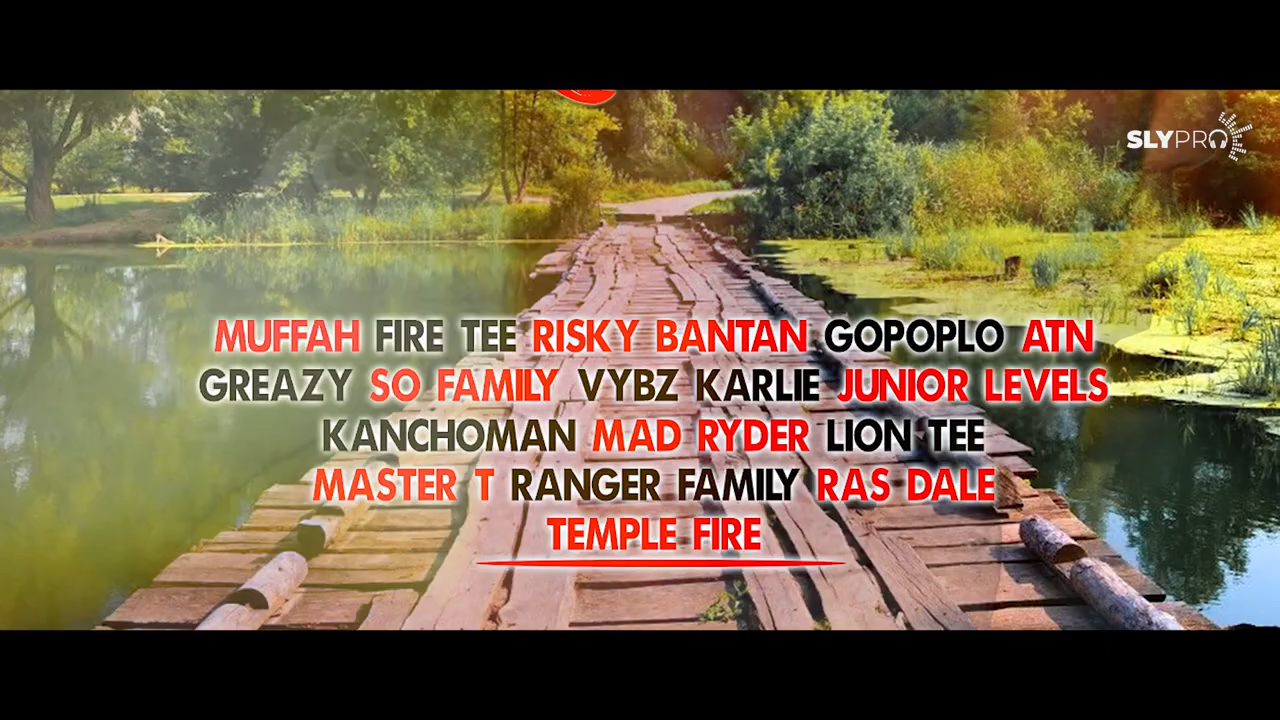 SLYPRO
MUFFAH FIRE TEE RISKY BANTAN GOPOPLO ATN
GREAZY SO FAMILY VYBZ KARLIE JUNIOR LEVELS
KANCHOMAN MAD RYDER LION TEE
MASTER T RANGER FAMILY RAS DALE
TEMPLE FIRE